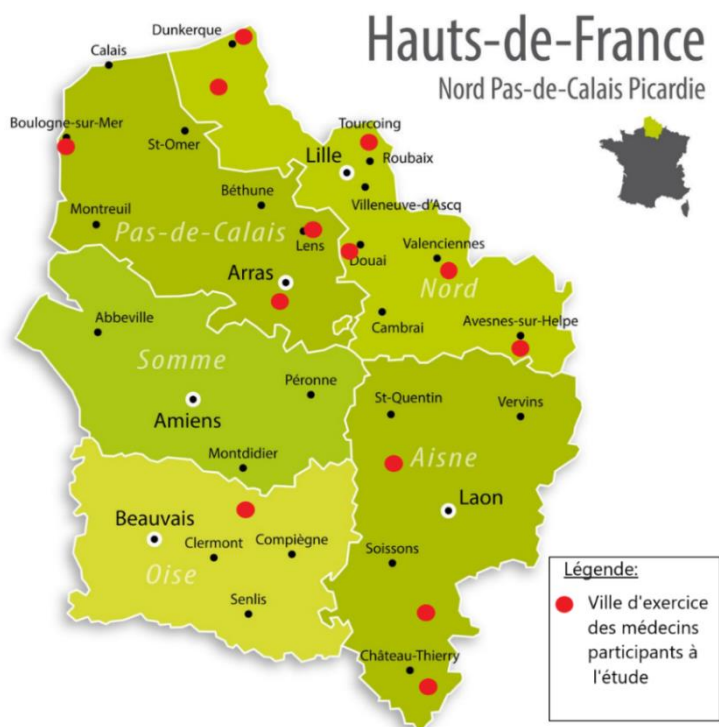 Hauts-de-France
Nord Pas-de-Calais Picardie
Dunkerque
Calais
Boulogne-sur-Mer
St-Omer
Tourcoing
Lille
Roubaix
Béthune
Villeneuve-d'Ascq
Montreuil
Pas-de-Calais
Lens
Douai
Valenciennes
Arras
Nord
Abbeville
Cambrai
Avesnes-sur-Helpe
Somme
Péronne
St-Quentin
Vervins
Amiens
Montdidier
Aisne
Laon
Beauvais
Clermont
Compiègne
Soissons
Oise
Senlis
Château-Thierry
Légende:
Ville d'exercice
des médecins
participants à
l'étude